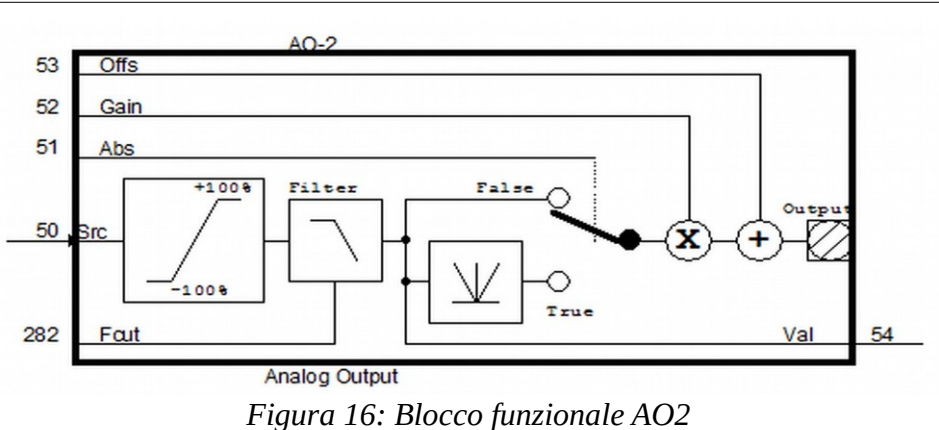 AO-2
53 Offs
52 Gain
51 Abs
+100%
Filter
False
Output
50 Src
X
+
-100%
True
282 Fcut
Val 54
Analog Output
Figura 16: Blocco funzionale AO2